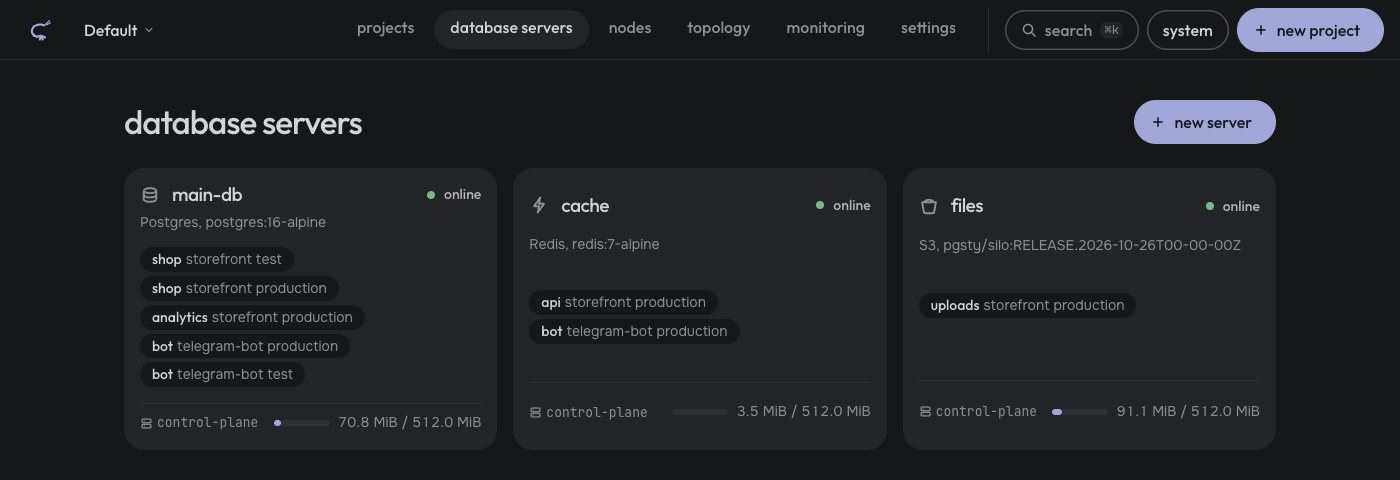 Default projects database servers nodes topology monitoring settings search ⌘k system + new project
database servers + new server
main-db online
Postgres, postgres:16-alpine
shop storefront test
shop storefront production
analytics storefront production
bot telegram-bot production
bot telegram-bot test
control-plane 70.8 MiB / 512.0 MiB
cache online
Redis, redis:7-alpine
api storefront production
bot telegram-bot production
control-plane 3.5 MiB / 512.0 MiB
files online
S3, pgsty/silo:RELEASE.2026-10-26T00-00-00Z
uploads storefront production
control-plane 91.1 MiB / 512.0 MiB